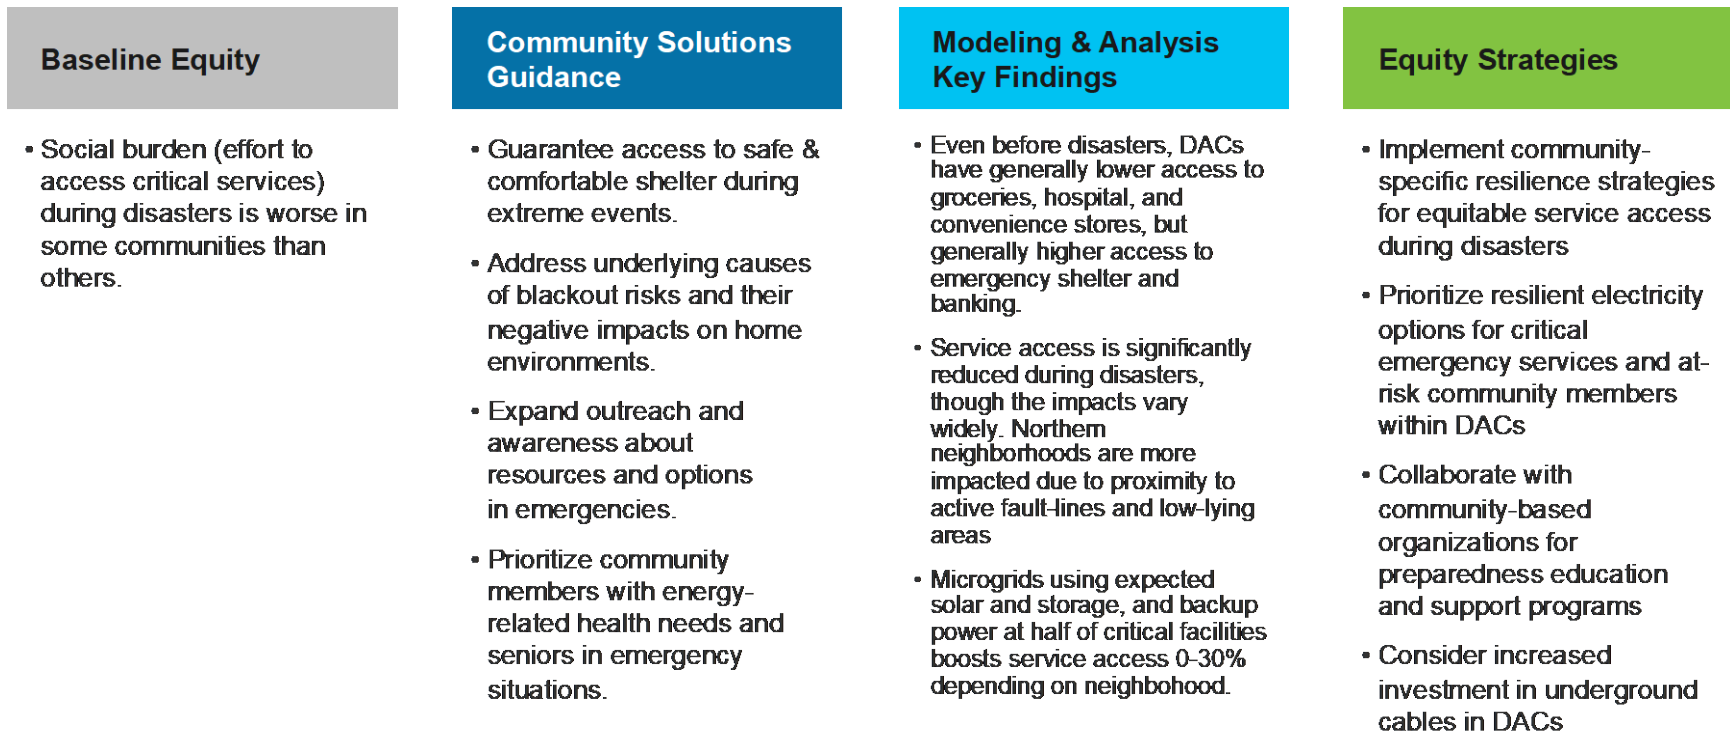 Baseline Equity
• Social burden (effort to
access critical services)
during disasters is worse in
some communities than
others.
Community Solutions
Guidance
• Guarantee access to safe &
comfortable shelter during
extreme events.
• Address underlying causes
of blackout risks and their
negative impacts on home
environments.
• Expand outreach and
awareness about
resources and options
in emergencies.
• Prioritize community
members with energy-
related health needs and
seniors in emergency
situations.
Modeling & Analysis
Key Findings
• Even before disasters, DACs
have generally lower access to
groceries, hospital, and
convenience stores, but
generally higher access to
emergency shelter and
banking.
• Service access is significantly
reduced during disasters,
though the impacts vary
widely. Northern
neighborhoods are more
impacted due to proximity to
active fault-lines and low-lying
areas
• Microgrids using expected
solar and storage, and backup
power at half of critical facilities
boosts service access 0-30%
depending on neighbohood.
Equity Strategies
• Implement community-
specific resilience strategies
for equitable service access
during disasters
• Prioritize resilient electricity
options for critical
emergency services and at-
risk community members
within DACs
• Collaborate with
community-based
organizations for
preparedness education
and support programs
• Consider increased
investment in underground
cables in DACs